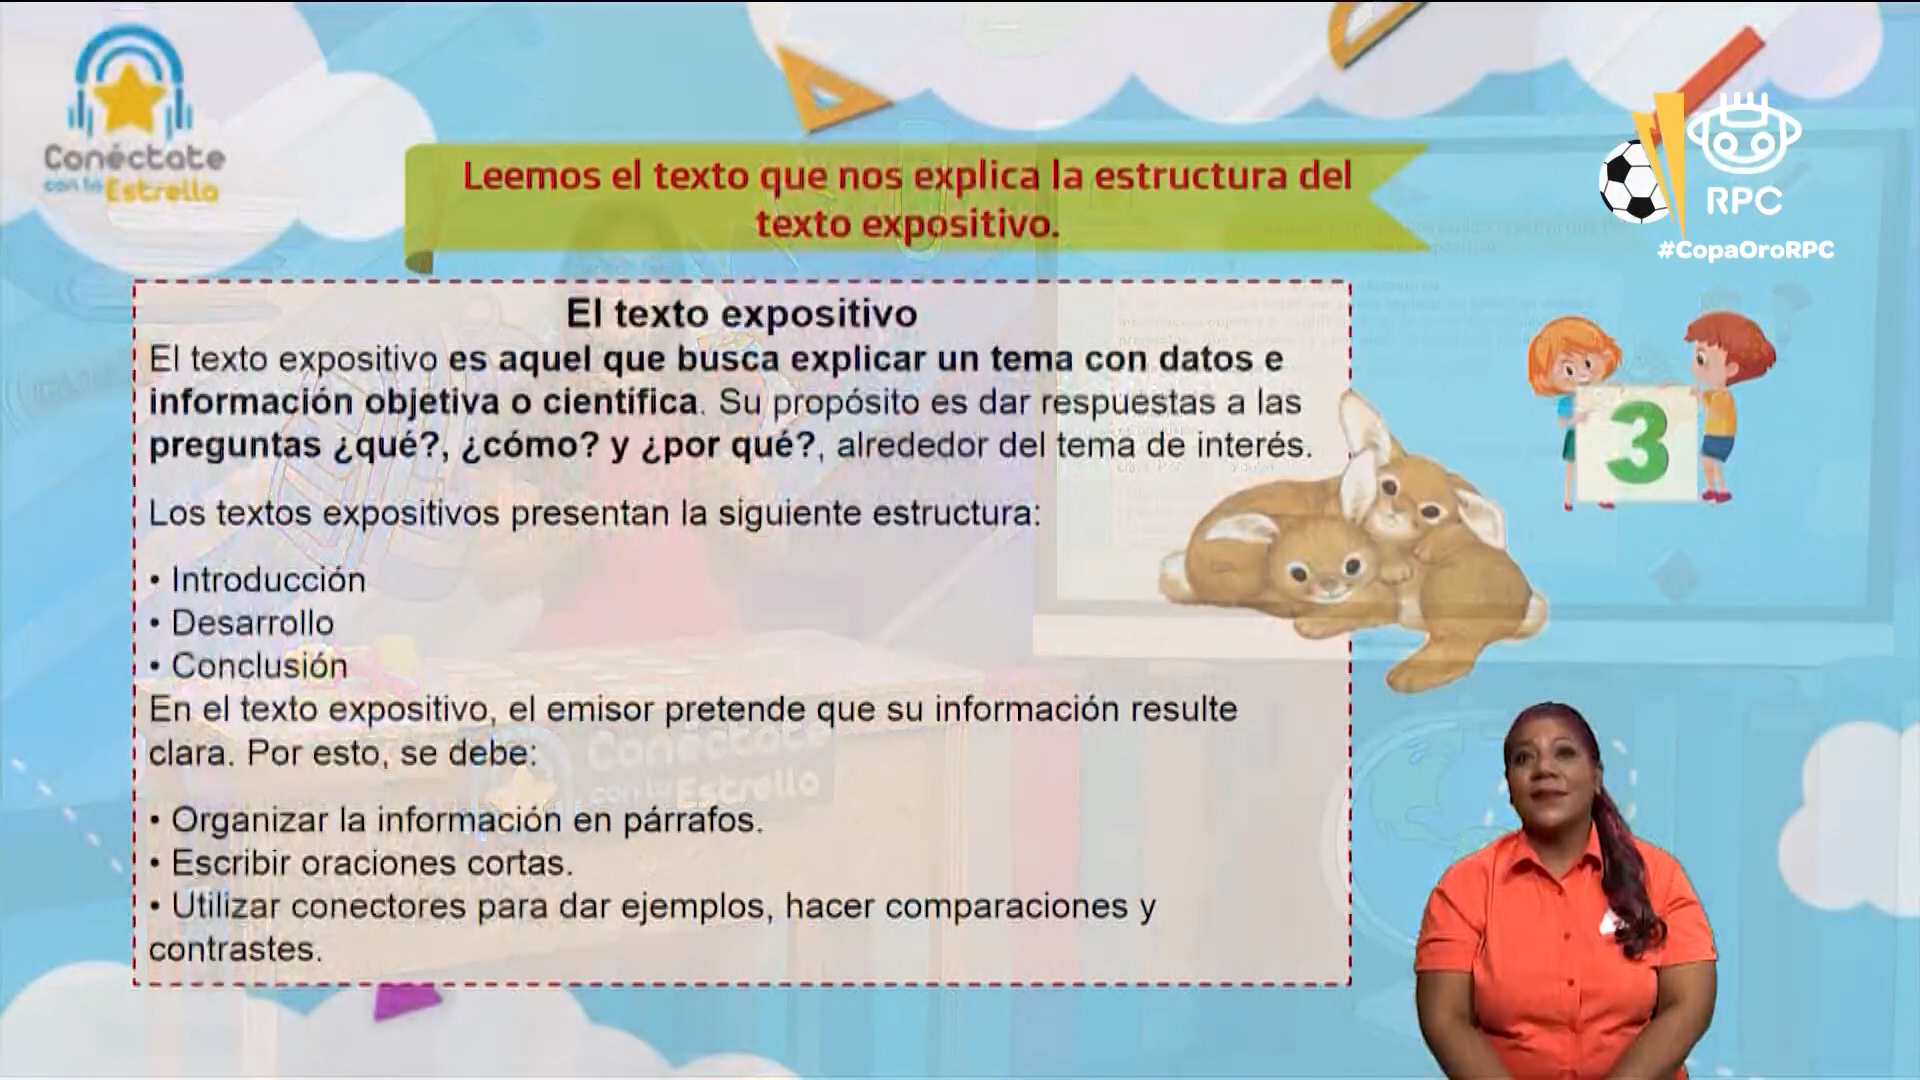 Conéctate
con la Estrella
Leemos el texto que nos explica la estructura del
texto expositivo.
RPC
#CopaOroRPC
El texto expositivo
El texto expositivo es aquel que busca explicar un tema con datos e
información objetiva o científica. Su propósito es dar respuestas a las
preguntas ¿qué?, ¿cómo? y ¿por qué?, alrededor del tema de interés.
3
Los textos expositivos presentan la siguiente estructura:
• Introducción
• Desarrollo
• Conclusión
En el texto expositivo, el emisor pretende que su información resulte
clara. Por esto, se debe:
Conéctate
con la Estrella
• Organizar la información en párrafos.
• Escribir oraciones cortas.
• Utilizar conectores para dar ejemplos, hacer comparaciones y
contrastes.